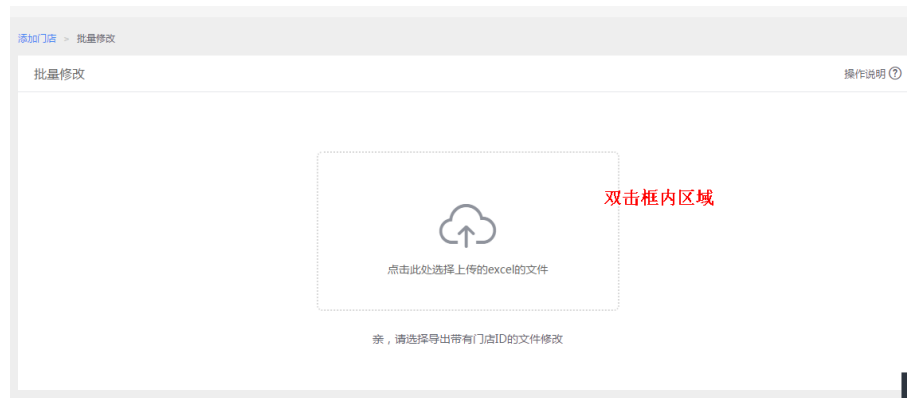 添加门店 > 批量修改
批量修改
操作说明 ?
双击框内区域
点击此处选择上传的excel的文件
亲，请选择导出带有门店ID的文件修改